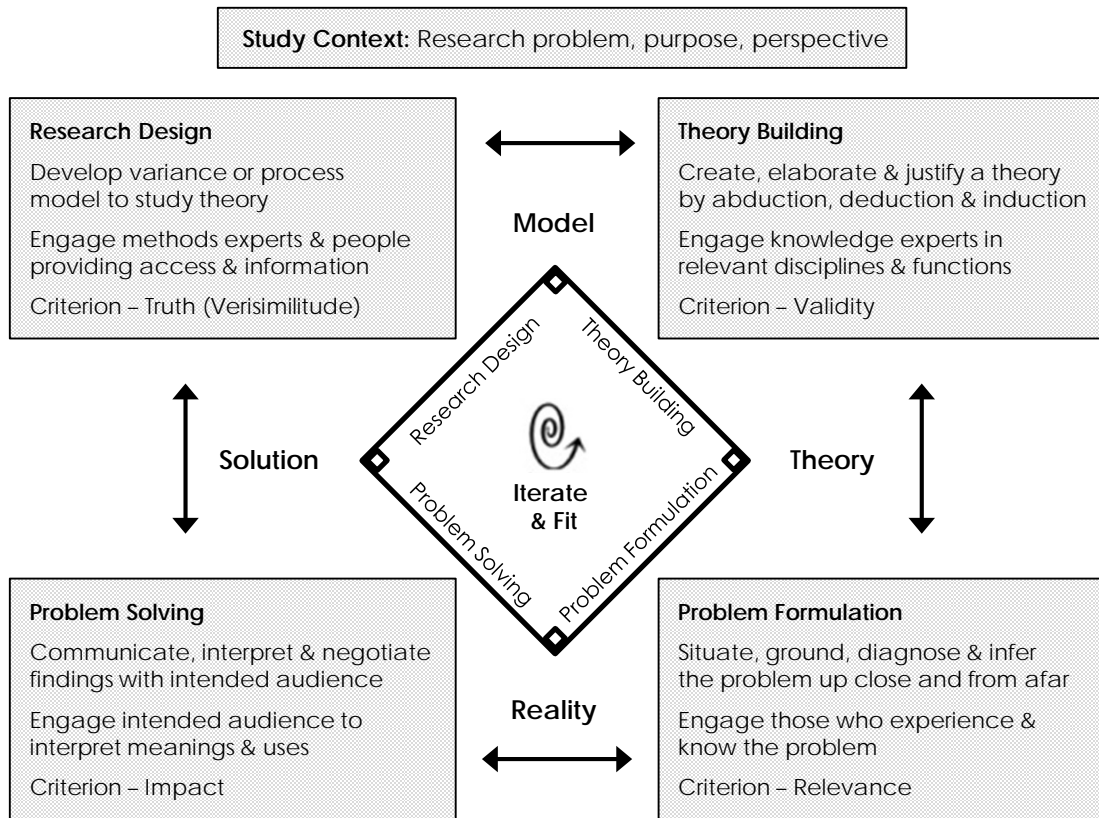 Study Context: Research problem, purpose, perspective
Research Design
Develop variance or process
model to study theory
Engage methods experts & people
providing access & information
Criterion – Truth (Verisimilitude)
Theory Building
Create, elaborate & justify a theory
by abduction, deduction & induction
Engage knowledge experts in
relevant disciplines & functions
Criterion – Validity
Model
Research Design
Theory Building
Solution
Iterate
& Fit
Theory
Problem Solving
Problem Formulation
Reality
Problem Solving
Communicate, interpret & negotiate
findings with intended audience
Engage intended audience to
interpret meanings & uses
Criterion – Impact
Problem Formulation
Situate, ground, diagnose & infer
the problem up close and from afar
Engage those who experience &
know the problem
Criterion – Relevance